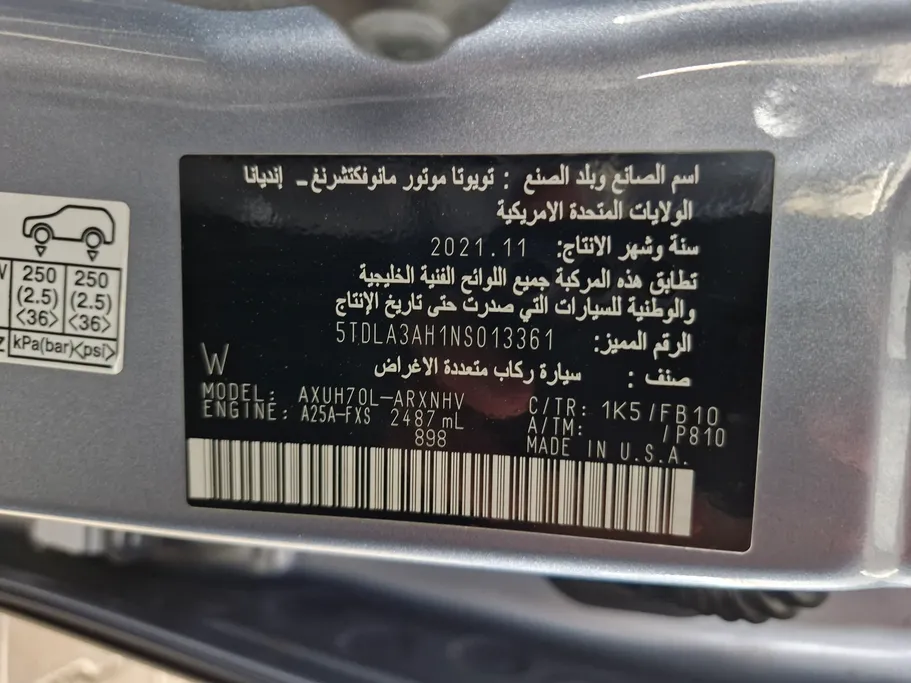 250 250
(2.5) (2.5)
<36> <36>
kPa(bar)<psi>
اسم الصانع وبلد الصنع : تويوتا موتور مانوفكتشرنغ - إنديانا
الولايات المتحدة الامريكية
سنة وشهر الانتاج: 2021.11
تطابق هذه المركبة جميع اللوائح الفنية الخليجية
والوطنية للسيارات التي صدرت حتى تاريخ الإنتاج
الرقم المميز: 5TDLA3AH1NS013361
صنف : سيارة ركاب متعددة الاغراض
W
MODEL: AXUH70L-ARXNHV C/TR: 1K5/FB10
ENGINE: A25A-FXS 2487 mL A/TM: /P810
898 MADE IN U.S.A.